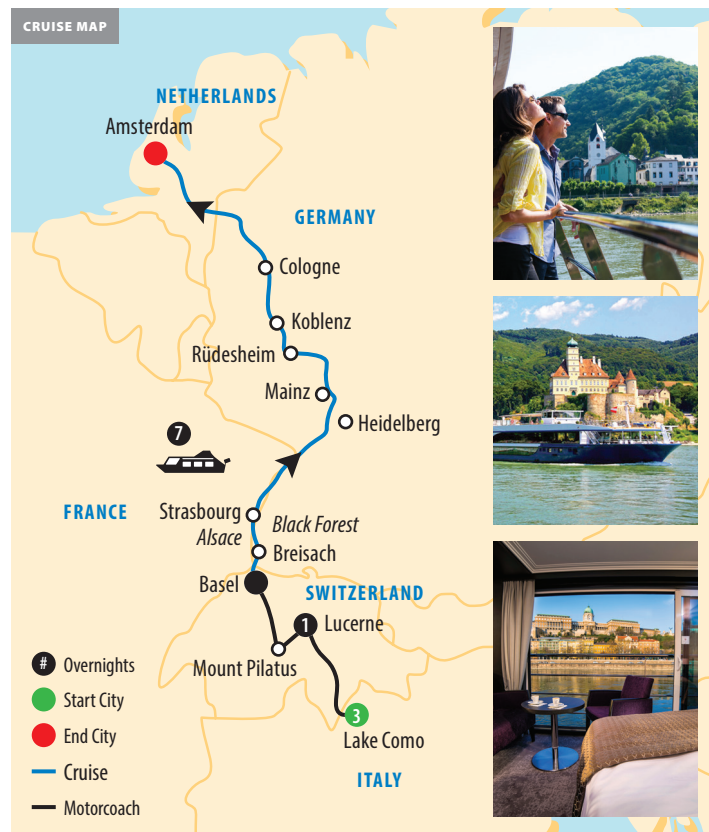 CRUISE MAP
NETHERLANDS
Amsterdam
GERMANY
Cologne
Koblenz
Rüdesheim
Mainz
Heidelberg
7
FRANCE
Strasbourg
Alsace
Black Forest
Breisach
Basel
SWITZERLAND
1
Lucerne
Mount Pilatus
3
Lake Como
ITALY
# Overnights
Start City
End City
Cruise
Motorcoach